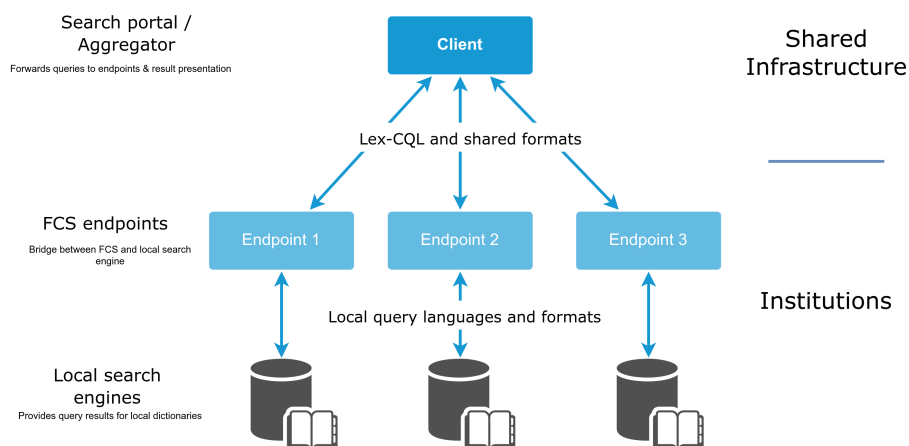 Search portal /
Aggregator
Forwards queries to endpoints & result presentation
Client
Shared
Infrastructure
Lex-CQL and shared formats
FCS endpoints
Bridge between FCS and local search
engine
Endpoint 1
Endpoint 2
Endpoint 3
Local query languages and formats
Institutions
Local search
engines
Provides query results for local dictionaries